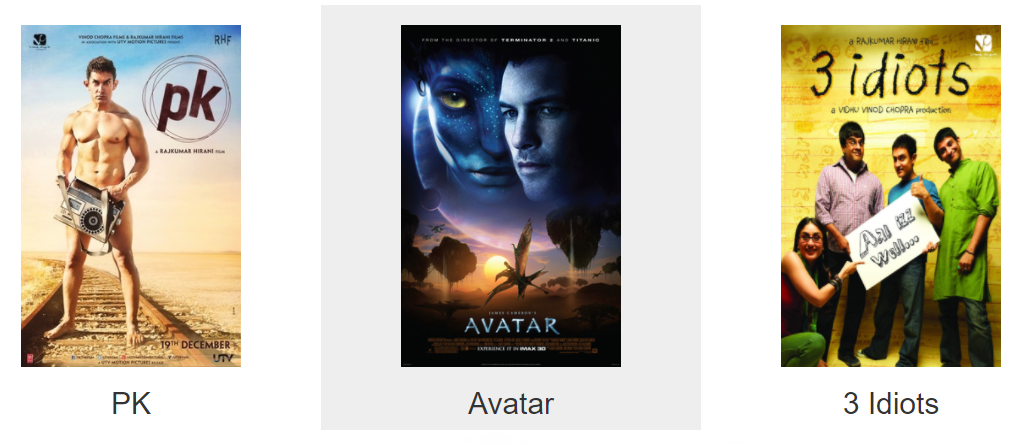 VINOD CHOPRA FILMS & RAJKUMAR HIRANI FILMS
IN ASSOCIATION WITH UTV MOTION PICTURES PRESENT
RHF
pk
A RAJKUMAR HIRANI FILM
19TH DECEMBER
UTV
PK
FROM THE DIRECTOR OF TERMINATOR 2 AND TITANIC
JAMES CAMERON'S
AVATAR
EXPERIENCE IT IN IMAX 3D
Avatar
a RAJKUMAR HIRANI film...
3 idiots
a VIDHU VINOD CHOPRA production
Aal izz
Well...
3 Idiots